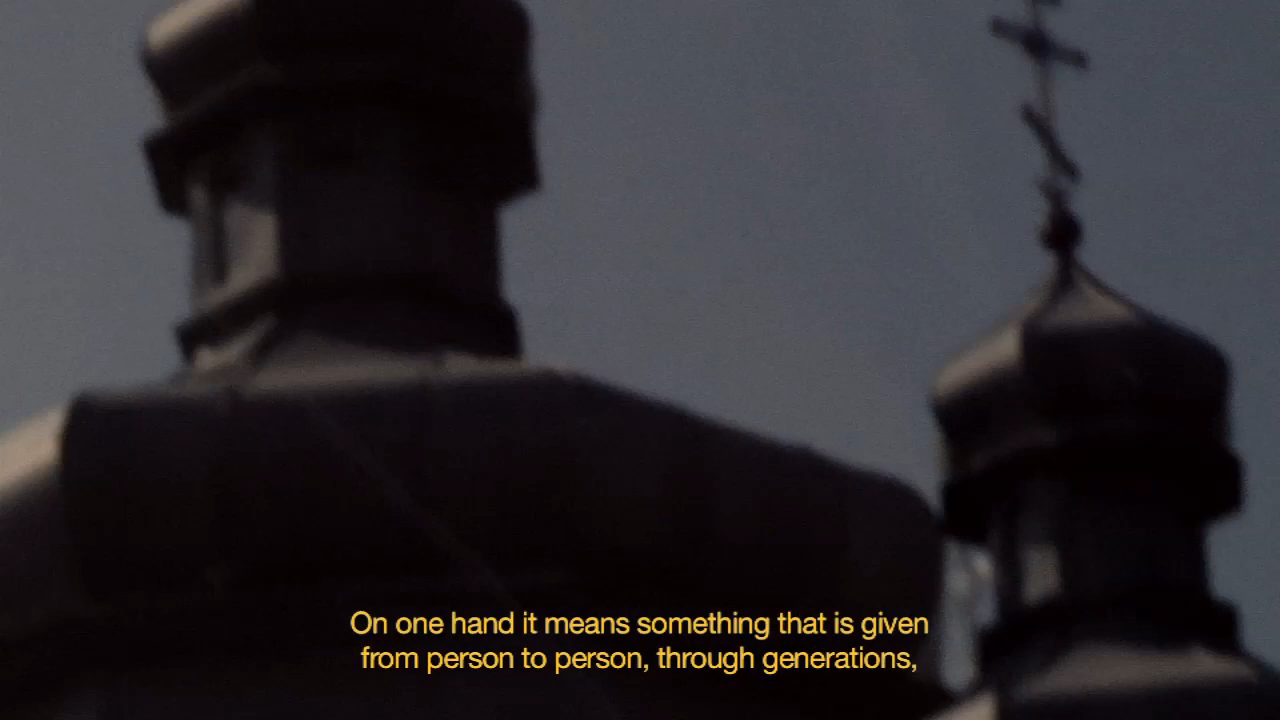 On one hand it means something that is given
from person to person, through generations,